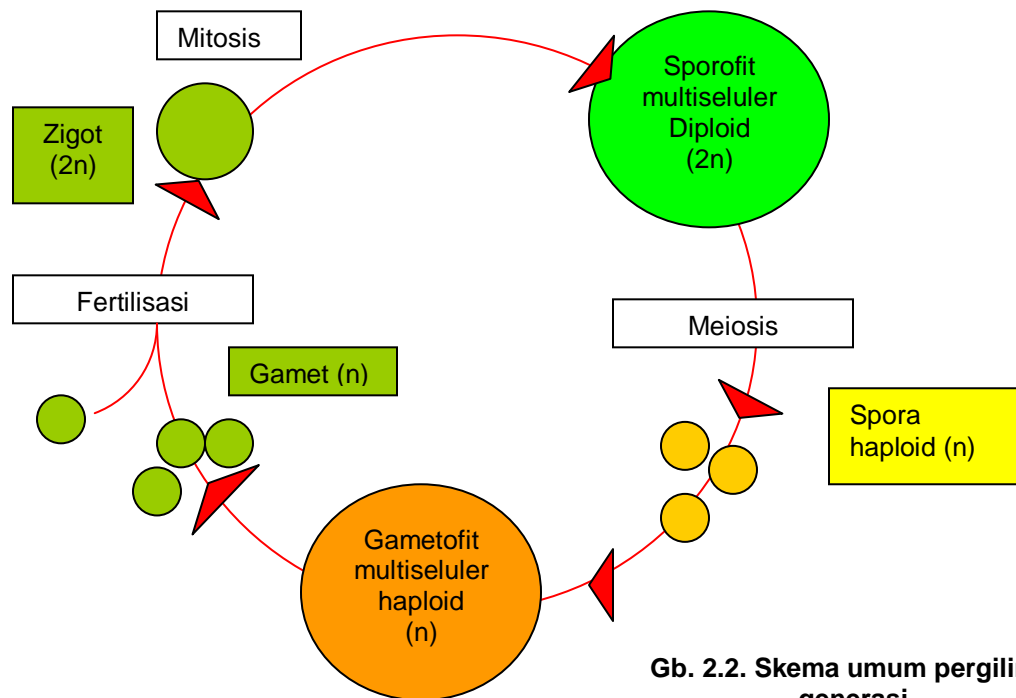 Mitosis
Sporofit
multiseluler
Diploid
(2n)
Zigot
(2n)
Fertilisasi
Meiosis
Gamet (n)
Spora
haploid (n)
Gametofit
multiseluler
haploid
(n)
Gb. 2.2. Skema umum
generasi